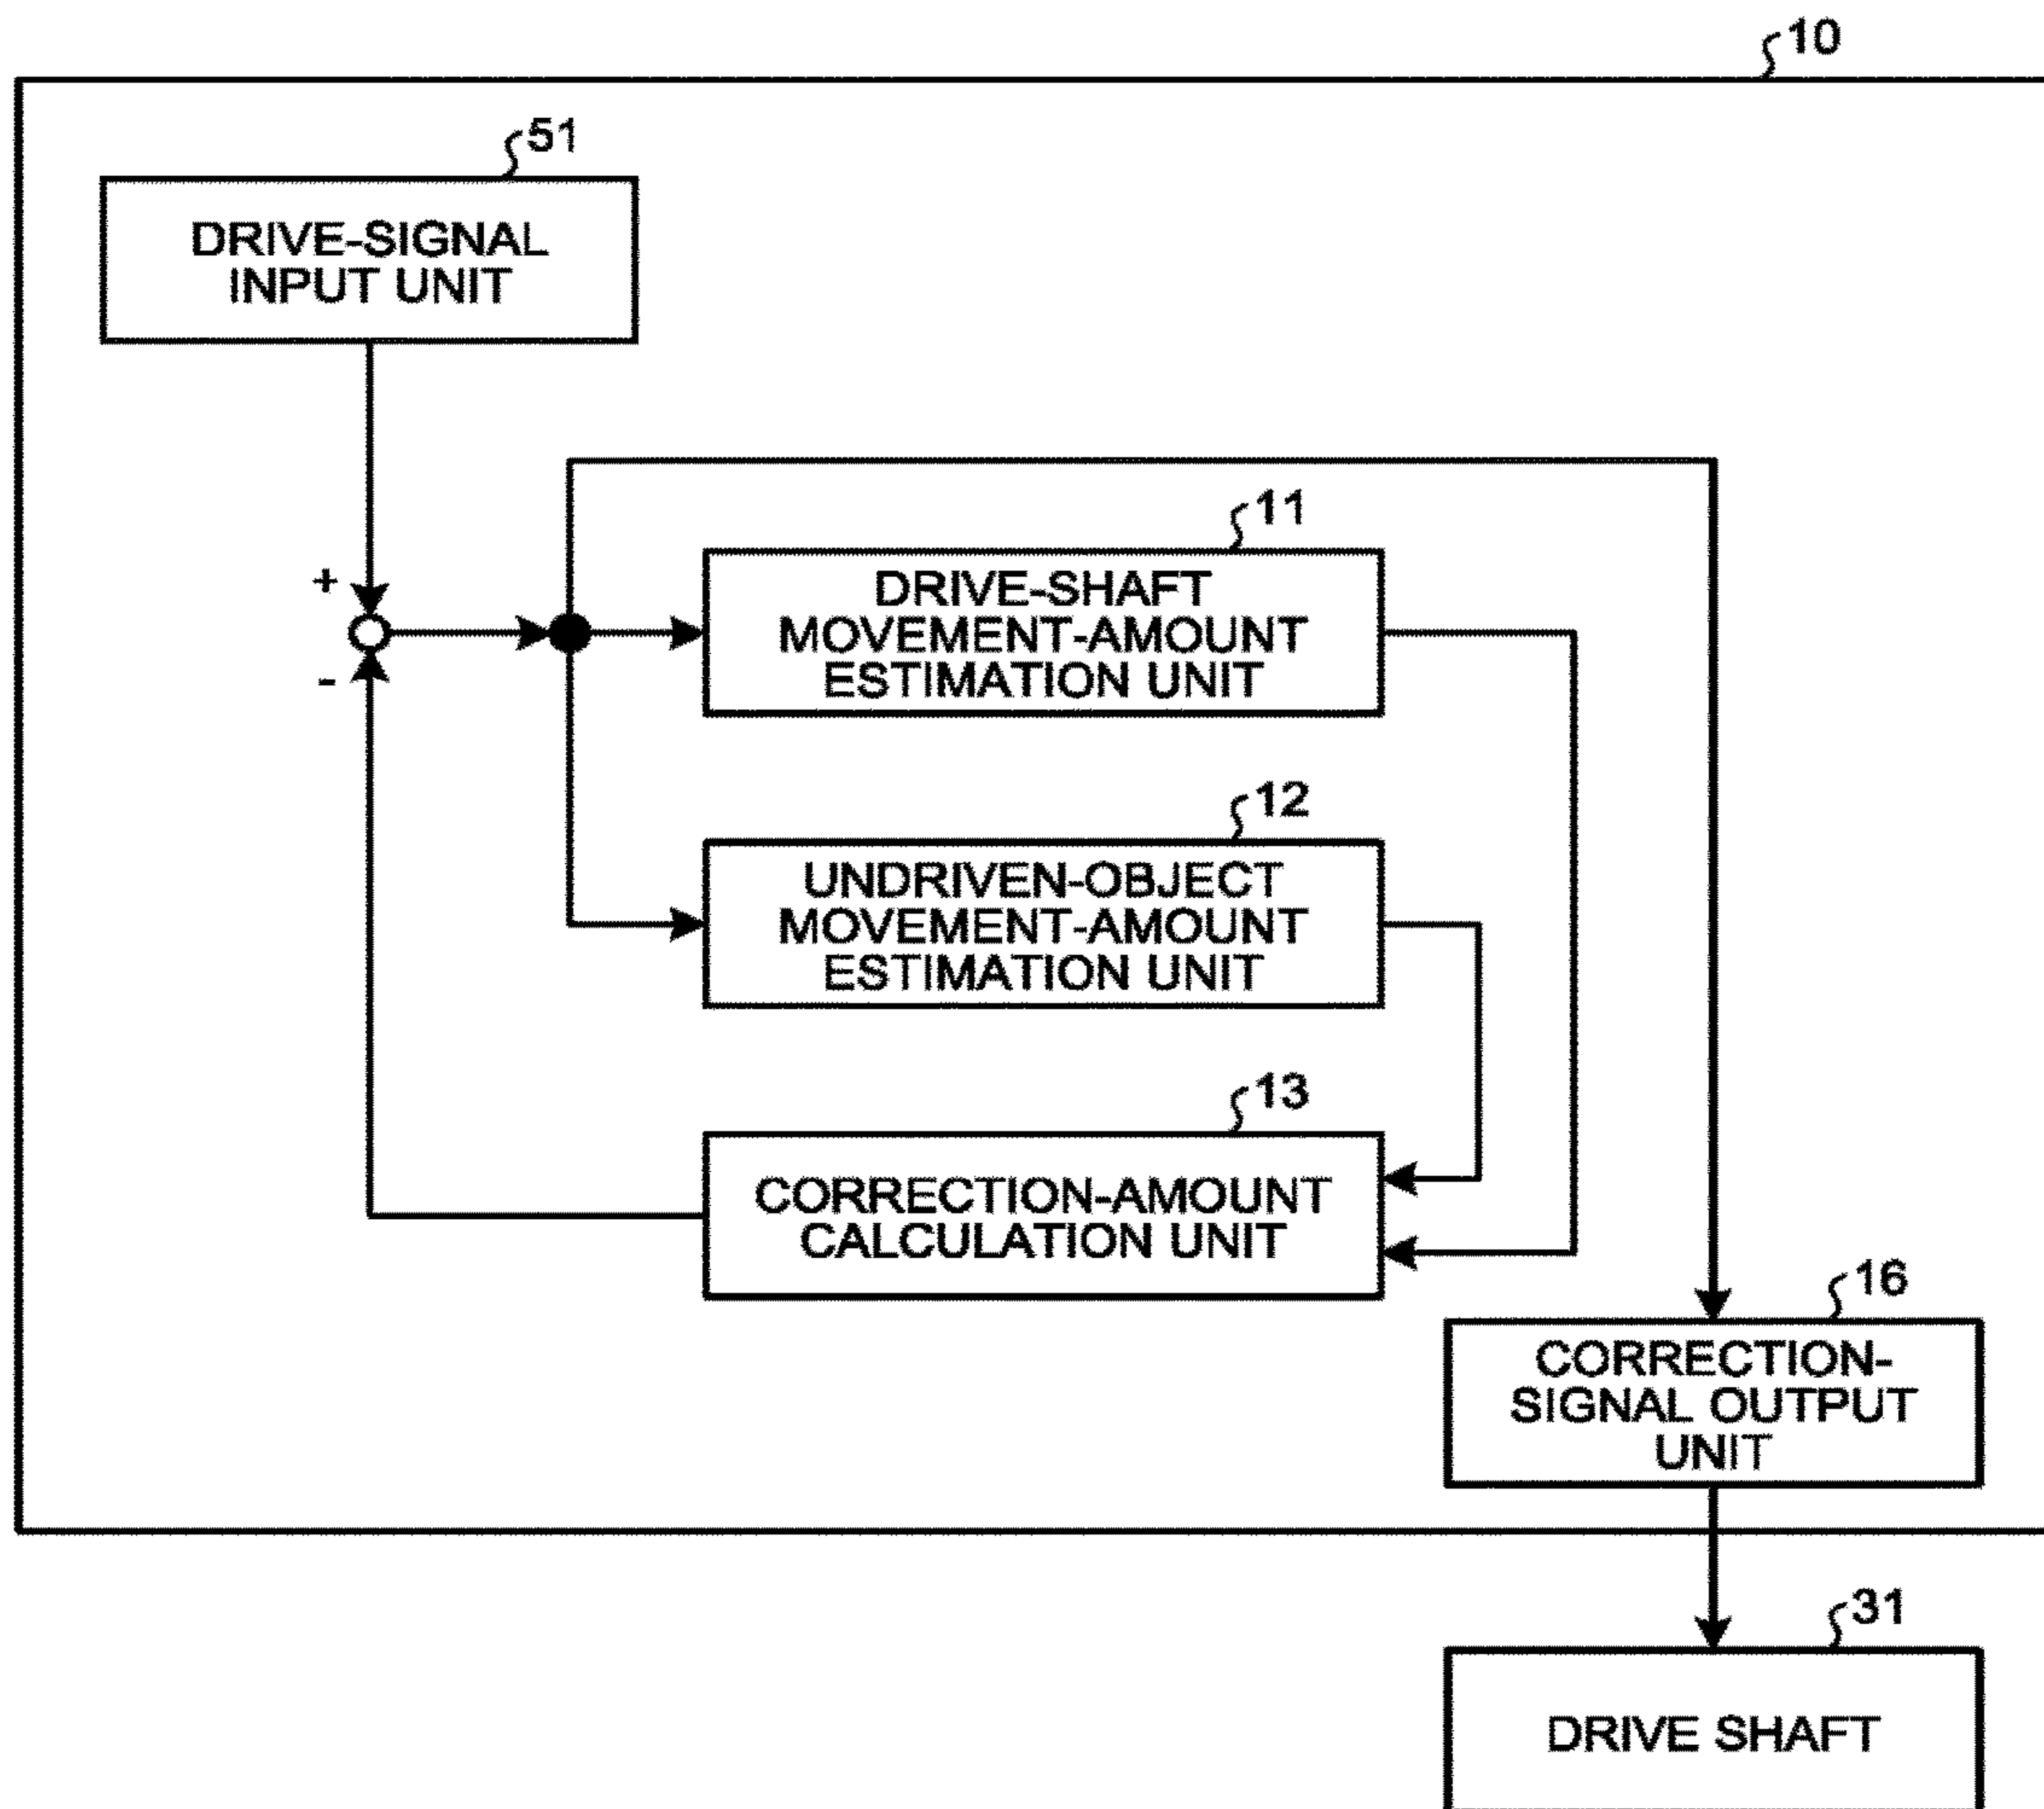 10
51
DRIVE-SIGNAL
INPUT UNIT
11
+
DRIVE-SHAFT
MOVEMENT-AMOUNT
ESTIMATION UNIT
-
12
UNDRIVEN-OBJECT
MOVEMENT-AMOUNT
ESTIMATION UNIT
13
CORRECTION-AMOUNT
CALCULATION UNIT
16
CORRECTION-
SIGNAL OUTPUT
UNIT
31
DRIVE SHAFT